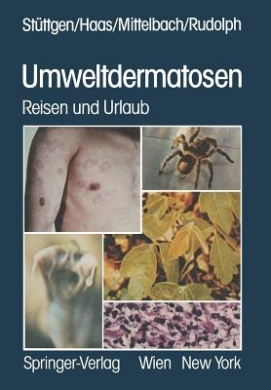 Stüttgen/Haas/Mittelbach/Rudolph
Umweltdermatosen
Reisen und Urlaub
Springer-Verlag Wien New York